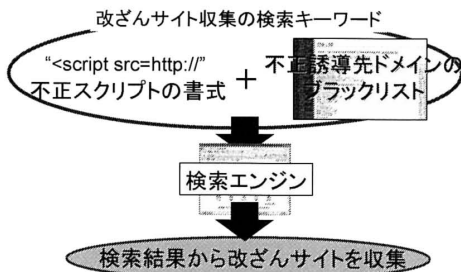 改ざんサイト収集の検索キーワード
“<script src=http://”
不正スクリプトの書式
+
不正誘導先ドメインの
ブラックリスト
検索エンジン
検索結果から改ざんサイトを収集